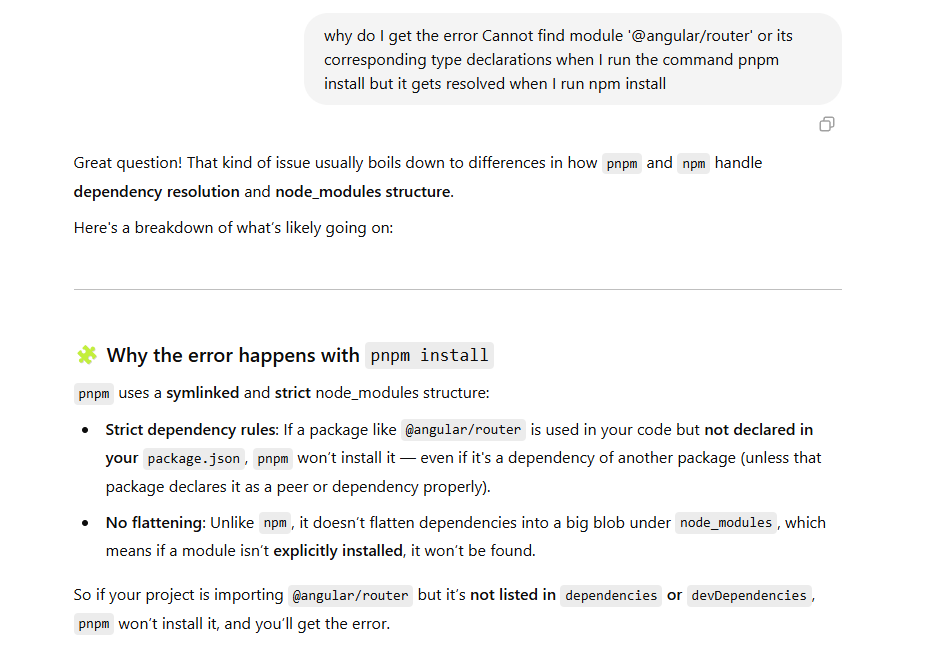 why do I get the error Cannot find module '@angular/router' or its
corresponding type declarations when I run the command pnpm
install but it gets resolved when I run npm install
Great question! That kind of issue usually boils down to differences in how pnpm and npm handle
dependency resolution and node_modules structure.
Here's a breakdown of what's likely going on:
Why the error happens with pnpm install
pnpm uses a symlinked and strict node_modules structure:
• Strict dependency rules: If a package like @angular/router is used in your code but not declared in
your package.json, pnpm won't install it — even if it's a dependency of another package (unless that
package declares it as a peer or dependency properly).
• No flattening: Unlike npm, it doesn't flatten dependencies into a big blob under node_modules, which
means if a module isn't explicitly installed, it won't be found.
So if your project is importing @angular/router but it's not listed in dependencies or devDependencies,
pnpm won't install it, and you'll get the error.